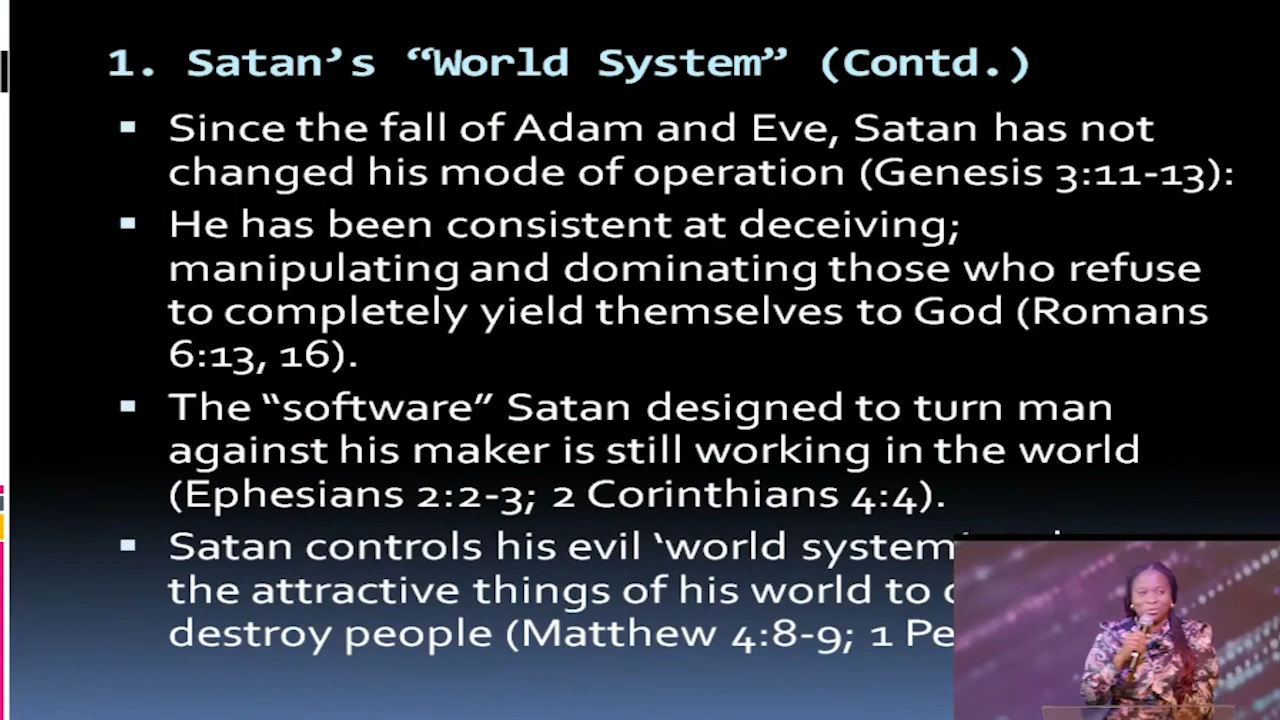 1. Satan’s “World System” (Contd.)
▪ Since the fall of Adam and Eve, Satan has not
changed his mode of operation (Genesis 3:11-13):
▪ He has been consistent at deceiving;
manipulating and dominating those who refuse
to completely yield themselves to God (Romans
6:13, 16).
▪ The “software” Satan designed to turn man
against his maker is still working in the world
(Ephesians 2:2-3; 2 Corinthians 4:4).
▪ Satan controls his evil ‘world system’
the attractive things of his world to
destroy people (Matthew 4:8-9; 1